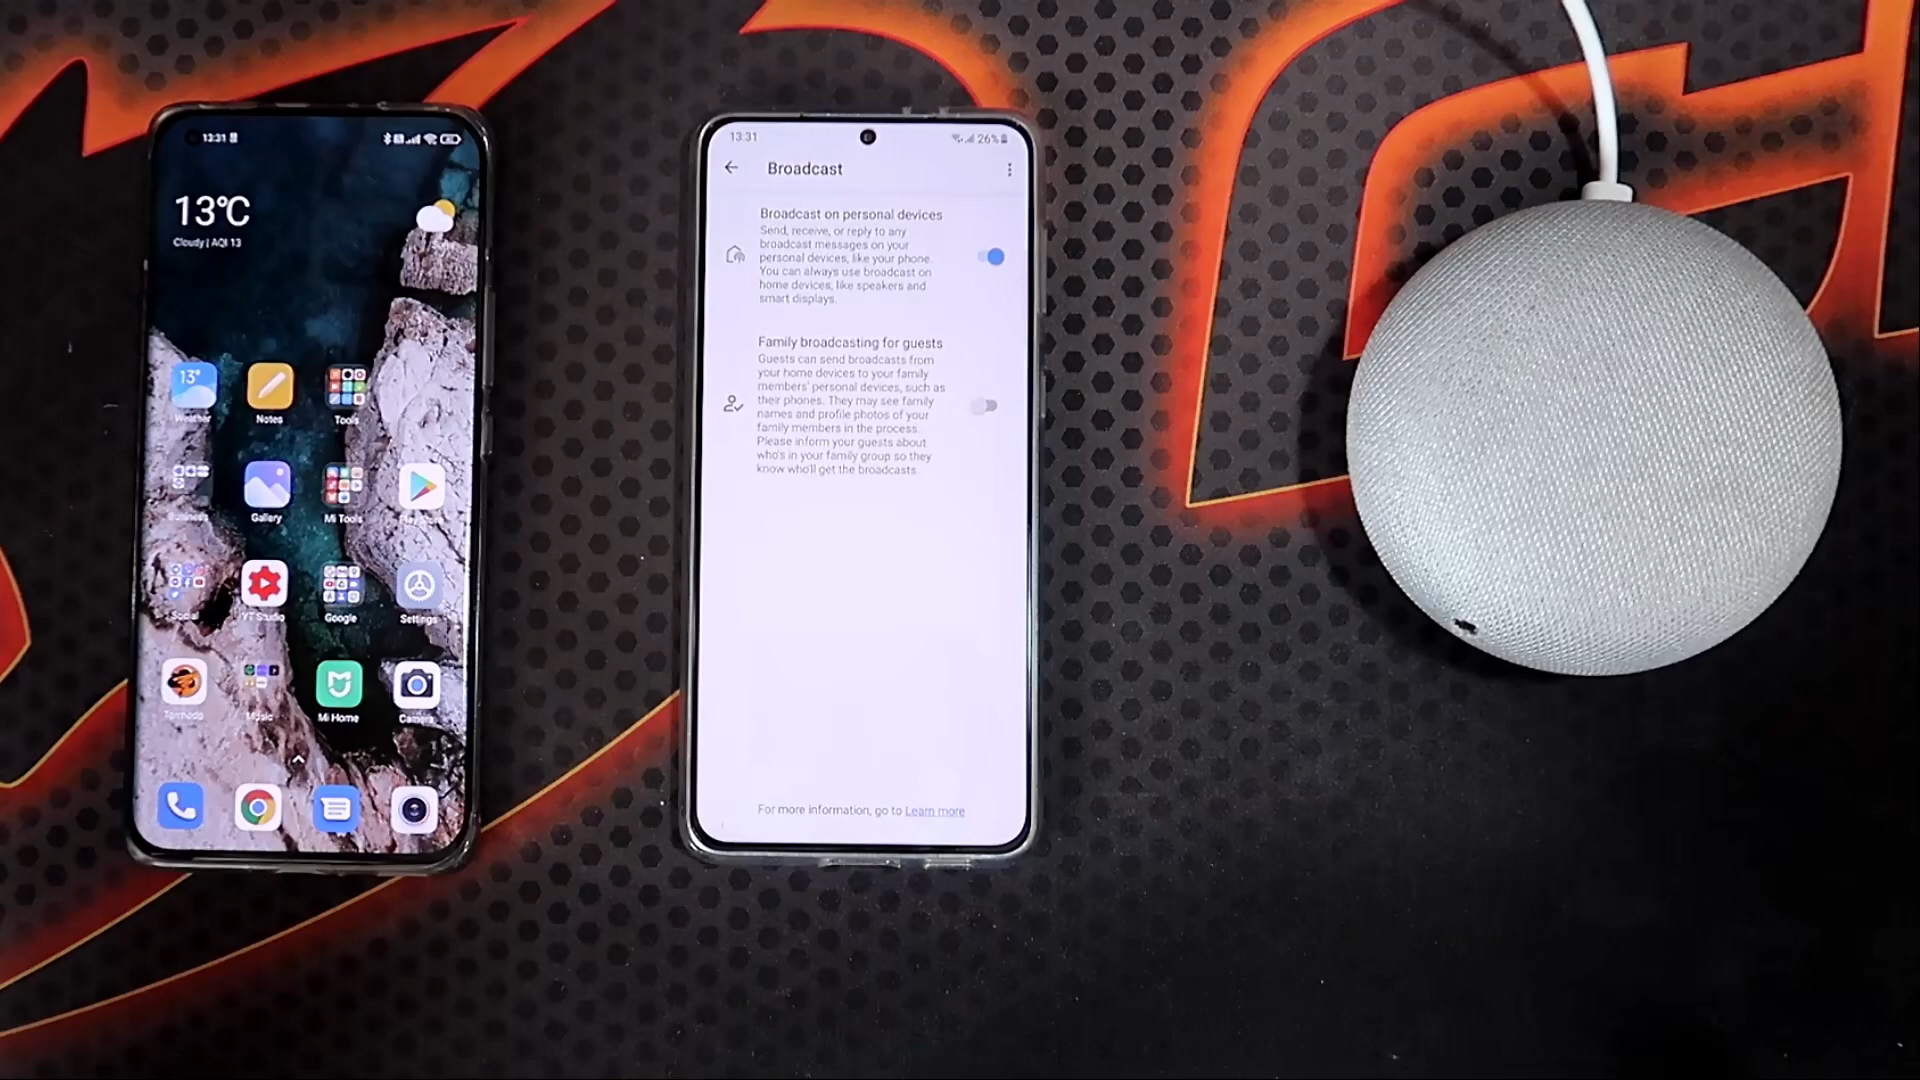 13:31
13°C
Cloudy | AQI 13
13°
Weather
Notes
Tools
Business
Gallery
Mi Tools
Social
YT Studio
Google
Settings
Tornado
Music
Mi Home
Camera
13:31
26%
Broadcast
Broadcast on personal devices
Send, receive, or reply to any
broadcast messages on your
personal devices, like your phone.
You can always use broadcast on
home devices, like speakers and
smart displays.
Family broadcasting for guests
Guests can send broadcasts from
your home devices to your family
members' personal devices, such as
their phones. They may see family
names and profile photos of your
family members in the process.
Please inform your guests about
who's in your family group so they
know who'll get the broadcasts.
For more information, go to Learn more